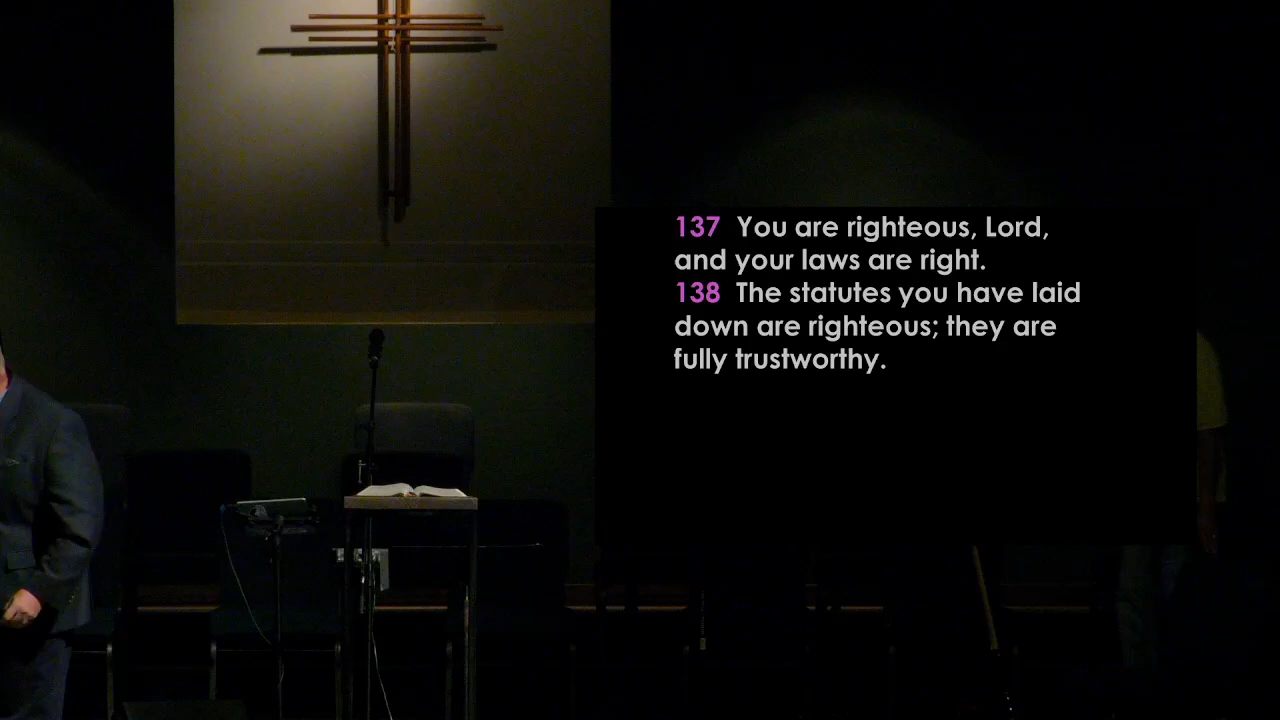 137 You are righteous, Lord,
and your laws are right.
138 The statutes you have laid
down are righteous; they are
fully trustworthy.